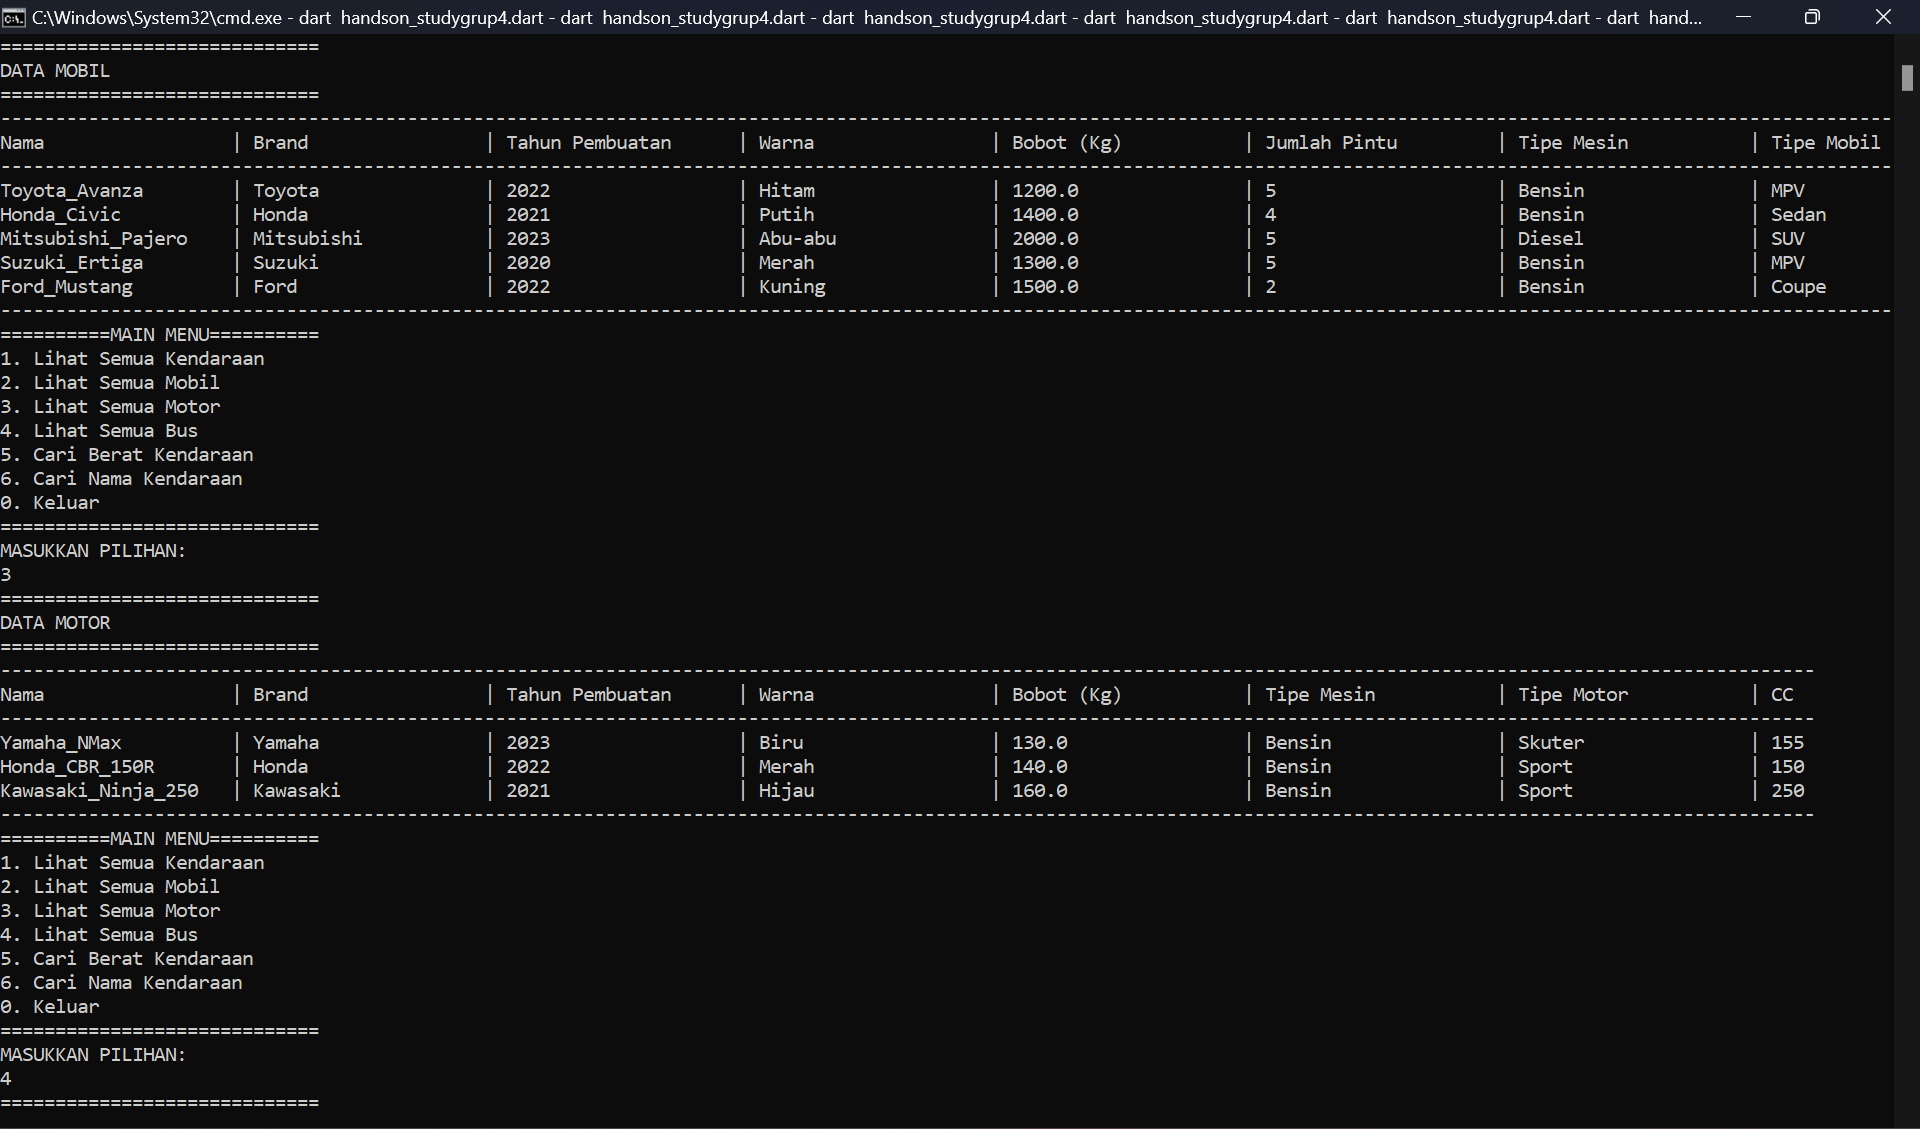 C:\Windows\System32\cmd.exe - dart  handson_studygrup4.dart - dart  handson_studygrup4.dart - dart  handson_studygrup4.dart - dart  handson_studygrup4.dart - dart  handson_studygrup4.dart - dart  hand...
=============================
DATA MOBIL
=============================
----------------------------------------------------------------------------------------------------------------------------------------------------------------------------
Nama | Brand | Tahun Pembuatan | Warna | Bobot (Kg) | Jumlah Pintu | Tipe Mesin | Tipe Mobil
----------------------------------------------------------------------------------------------------------------------------------------------------------------------------
Toyota_Avanza | Toyota | 2022 | Hitam | 1200.0 | 5 | Bensin | MPV
Honda_Civic | Honda | 2021 | Putih | 1400.0 | 4 | Bensin | Sedan
Mitsubishi_Pajero | Mitsubishi | 2023 | Abu-abu | 2000.0 | 5 | Diesel | SUV
Suzuki_Ertiga | Suzuki | 2020 | Merah | 1300.0 | 5 | Bensin | MPV
Ford_Mustang | Ford | 2022 | Kuning | 1500.0 | 2 | Bensin | Coupe
----------------------------------------------------------------------------------------------------------------------------------------------------------------------------
==========MAIN MENU==========
1. Lihat Semua Kendaraan
2. Lihat Semua Mobil
3. Lihat Semua Motor
4. Lihat Semua Bus
5. Cari Berat Kendaraan
6. Cari Nama Kendaraan
0. Keluar
=============================
MASUKKAN PILIHAN:
3
=============================
DATA MOTOR
=============================
---------------------------------------------------------------------------------------------------------------------------------------------------------------------
Nama | Brand | Tahun Pembuatan | Warna | Bobot (Kg) | Tipe Mesin | Tipe Motor | CC
---------------------------------------------------------------------------------------------------------------------------------------------------------------------
Yamaha_NMax | Yamaha | 2023 | Biru | 130.0 | Bensin | Skuter | 155
Honda_CBR_150R | Honda | 2022 | Merah | 140.0 | Bensin | Sport | 150
Kawasaki_Ninja_250 | Kawasaki | 2021 | Hijau | 160.0 | Bensin | Sport | 250
---------------------------------------------------------------------------------------------------------------------------------------------------------------------
==========MAIN MENU==========
1. Lihat Semua Kendaraan
2. Lihat Semua Mobil
3. Lihat Semua Motor
4. Lihat Semua Bus
5. Cari Berat Kendaraan
6. Cari Nama Kendaraan
0. Keluar
=============================
MASUKKAN PILIHAN:
4
=============================